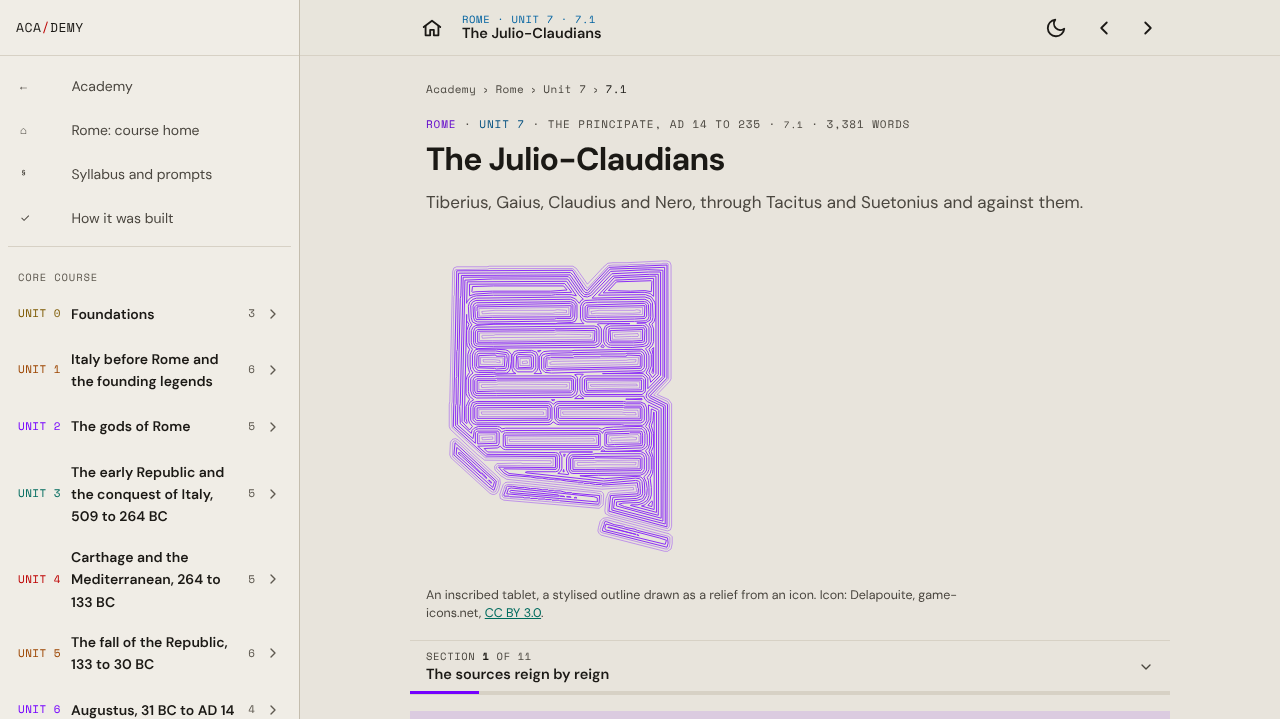 ACA/DEMY
← Academy
⌂ Rome: course home
§ Syllabus and prompts
✓ How it was built
CORE COURSE
UNIT 0 Foundations 3
UNIT 1 Italy before Rome and
the founding legends 6
UNIT 2 The gods of Rome 5
UNIT 3 The early Republic and
the conquest of Italy, 5
509 to 264 BC
UNIT 4 Carthage and the
Mediterranean, 264 to 5
133 BC
UNIT 5 The fall of the Republic,
133 to 30 BC 6
UNIT 6 Augustus, 31 BC to AD 14 4
ROME · UNIT 7 · 7.1
The Julio-Claudians
Academy › Rome › Unit 7 › 7.1
ROME · UNIT 7 · THE PRINCIPATE, AD 14 TO 235 · 7.1 · 3,381 WORDS
The Julio-Claudians
Tiberius, Gaius, Claudius and Nero, through Tacitus and Suetonius and against them.
An inscribed tablet, a stylised outline drawn as a relief from an icon. Icon: Delapouite, game-
icons.net, CC BY 3.0.
SECTION 1 OF 11
The sources reign by reign